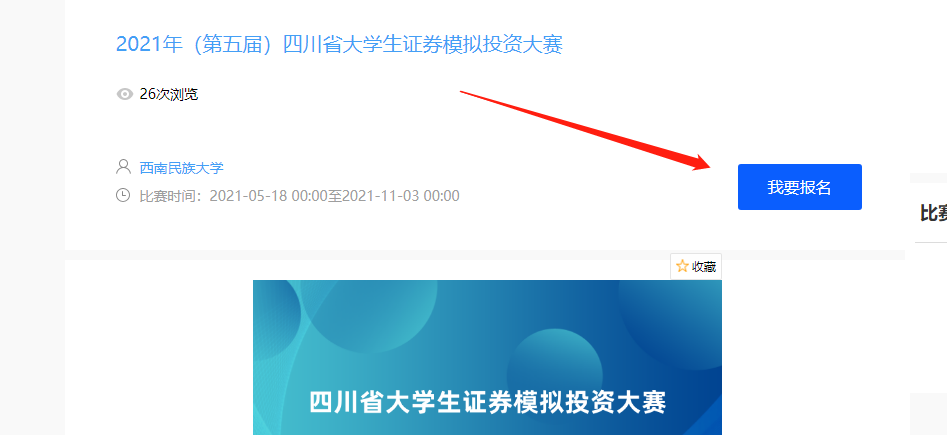 2021年（第五届）四川省大学生证券模拟投资大赛
26次浏览
西南民族大学
比赛时间：2021-05-18 00:00至2021-11-03 00:00
我要报名
比赛
收藏
四川省大学生证券模拟投资大赛